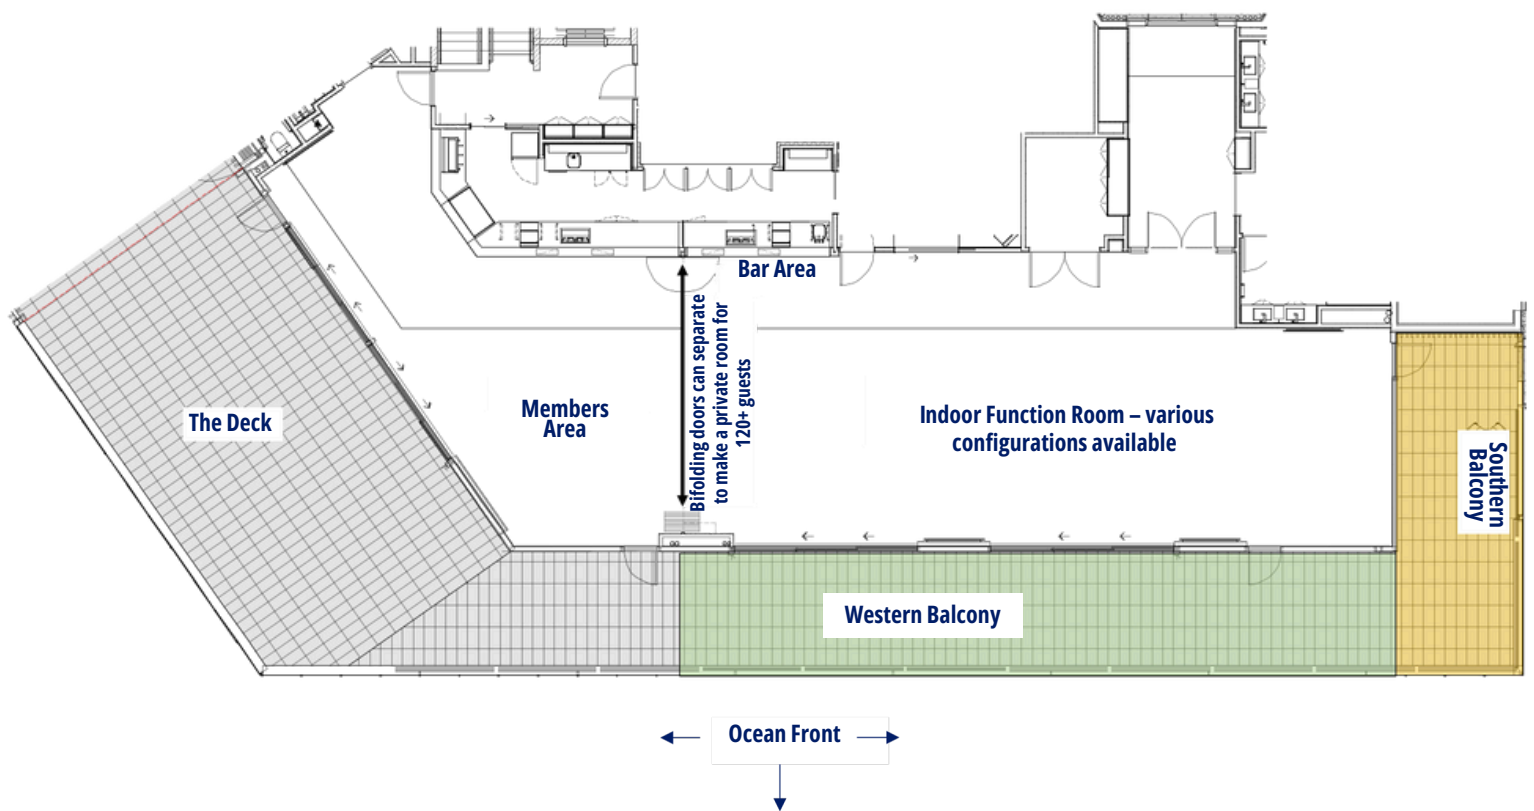 Bar Area
Bifolding doors can separate
to make a private room for
120+ guests
The Deck
Members
Area
Indoor Function Room – various
configurations available
Southern
Balcony
Western Balcony
Ocean Front